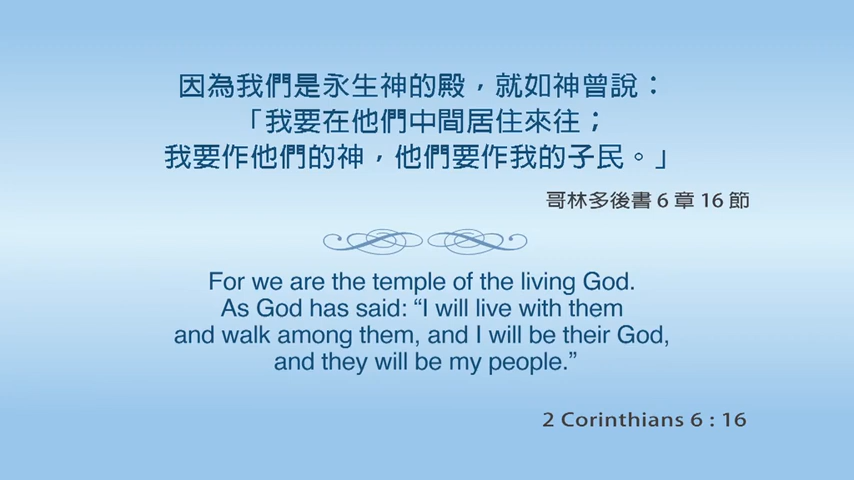 因為我們是永生神的殿，就如神曾說：
「我要在他們中間居住來往；
我要作他們的神，他們要作我的子民。」
哥林多後書 6 章 16 節
For we are the temple of the living God.
As God has said: “I will live with them
and walk among them, and I will be their God,
and they will be my people.”
2 Corinthians 6 : 16